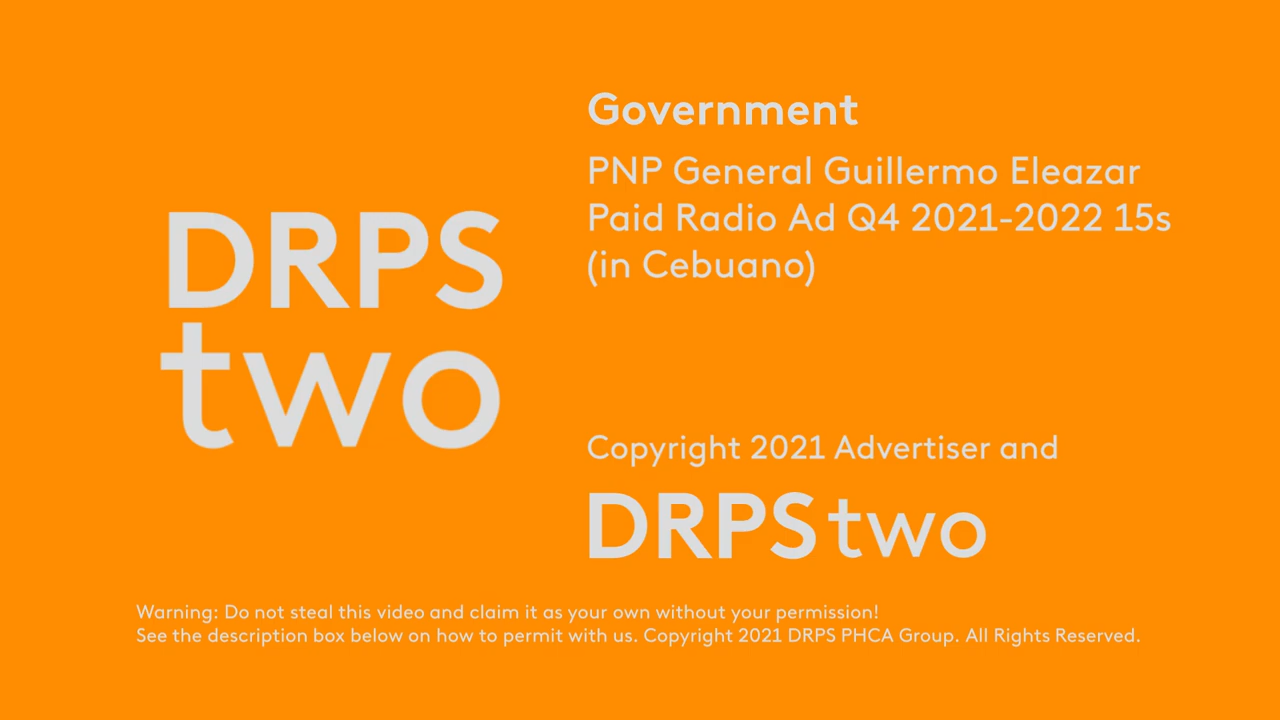 DRPS
two
Government
PNP General Guillermo Eleazar
Paid Radio Ad Q4 2021-2022 15s
(in Cebuano)
Copyright 2021 Advertiser and
DRPS two
Warning: Do not steal this video and claim it as your own without your permission!
See the description box below on how to permit with us. Copyright 2021 DRPS PHCA Group. All Rights Reserved.